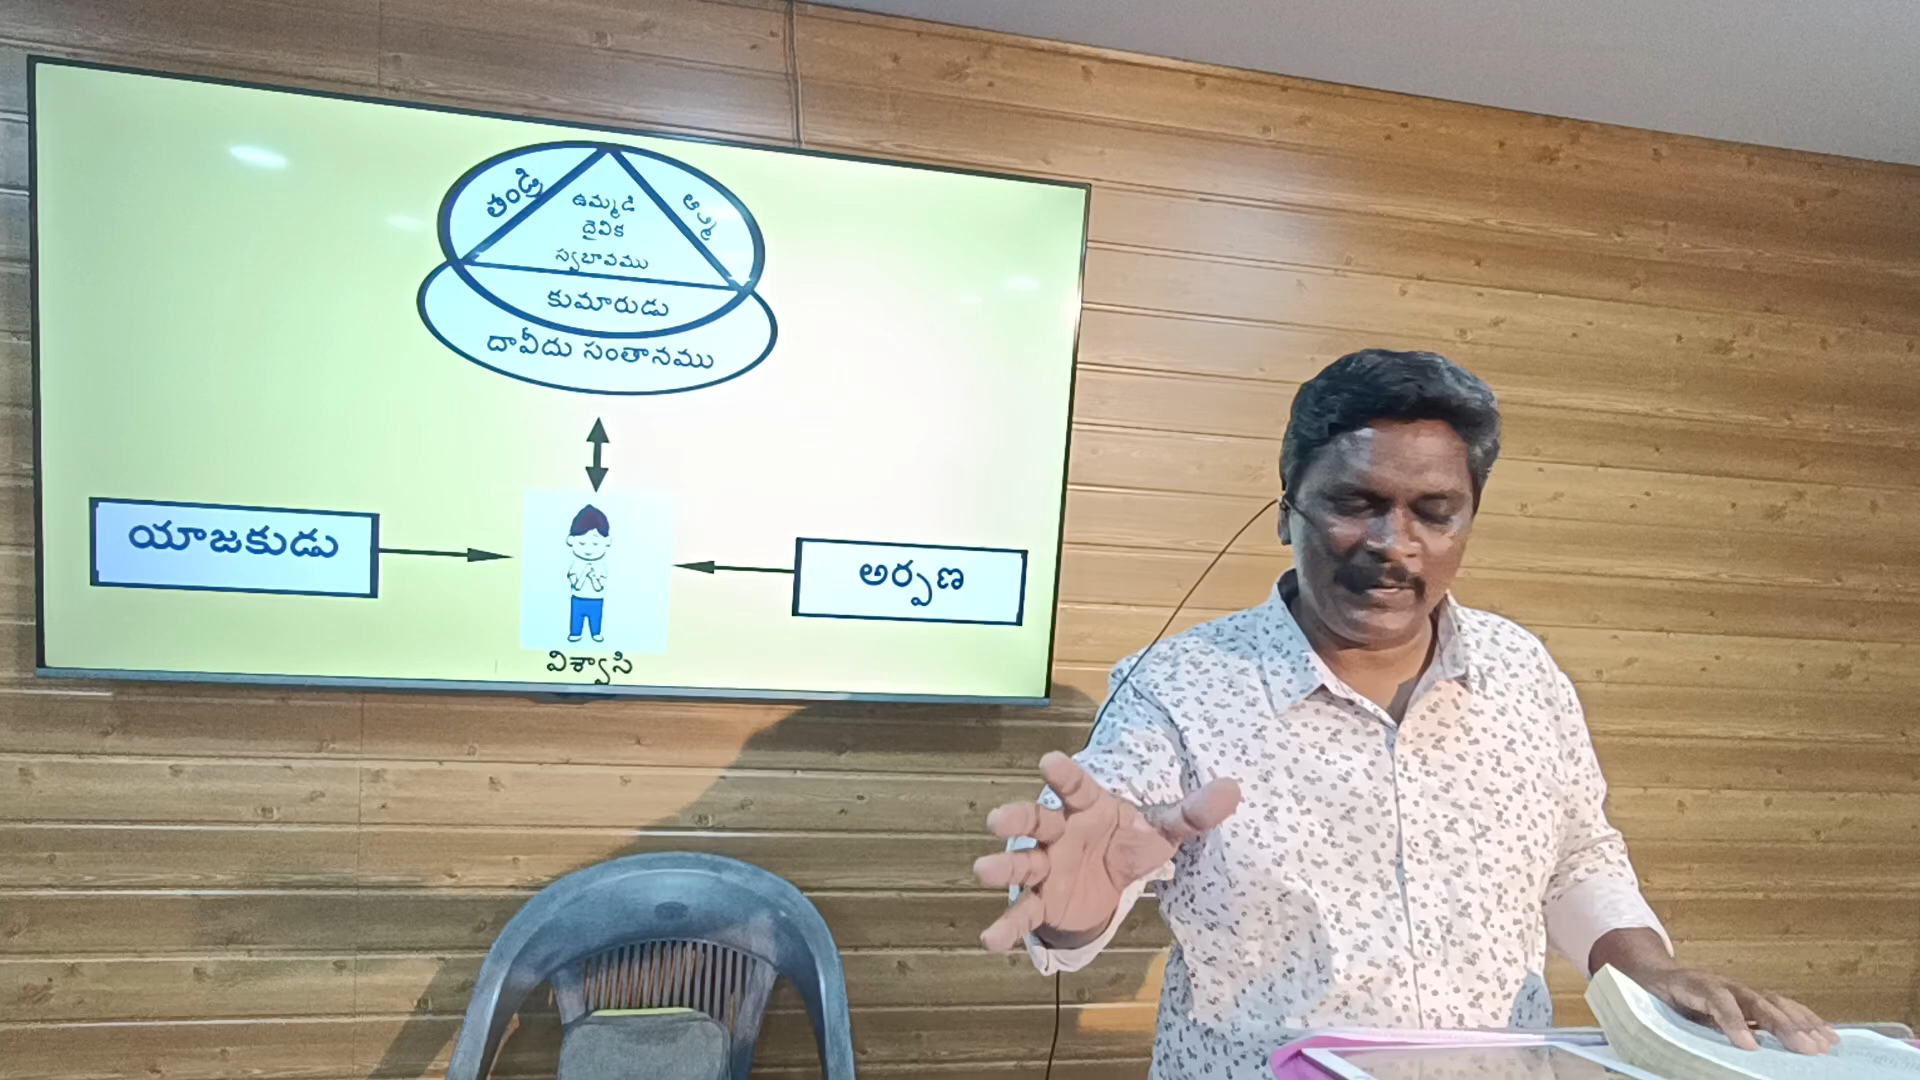 తండ్రి
ఆత్మ
ఉమ్మడి
దైవిక
స్వభావము
కుమారుడు
దావీదు సంతానము
యాజకుడు
అర్పణ
విశ్వాసి